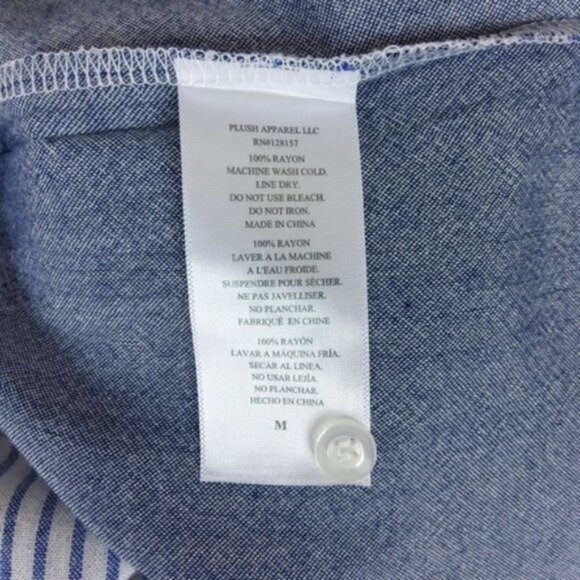 PLUSH APPAREL LLC
RN#128157
100% RAYON
MACHINE WASH COLD.
LINE DRY.
DO NOT USE BLEACH.
DO NOT IRON.
MADE IN CHINA
100% RAYON
LAVER A LA MACHINE
A L'EAU FROIDE.
SUSPENDRE POUR SÉCHER.
NE PAS JAVELLISER.
NO PLANCHAR.
FABRIQUÉ EN CHINE
100% RAYÓN
LAVAR A MÁQUINA FRÍA.
SECAR AL LINEA.
NO USAR LEJÍA.
NO PLANCHAR.
HECHO EN CHINA
M